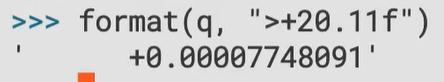 >>> format(q, ">+20.11f")
'      +0.00007748091'